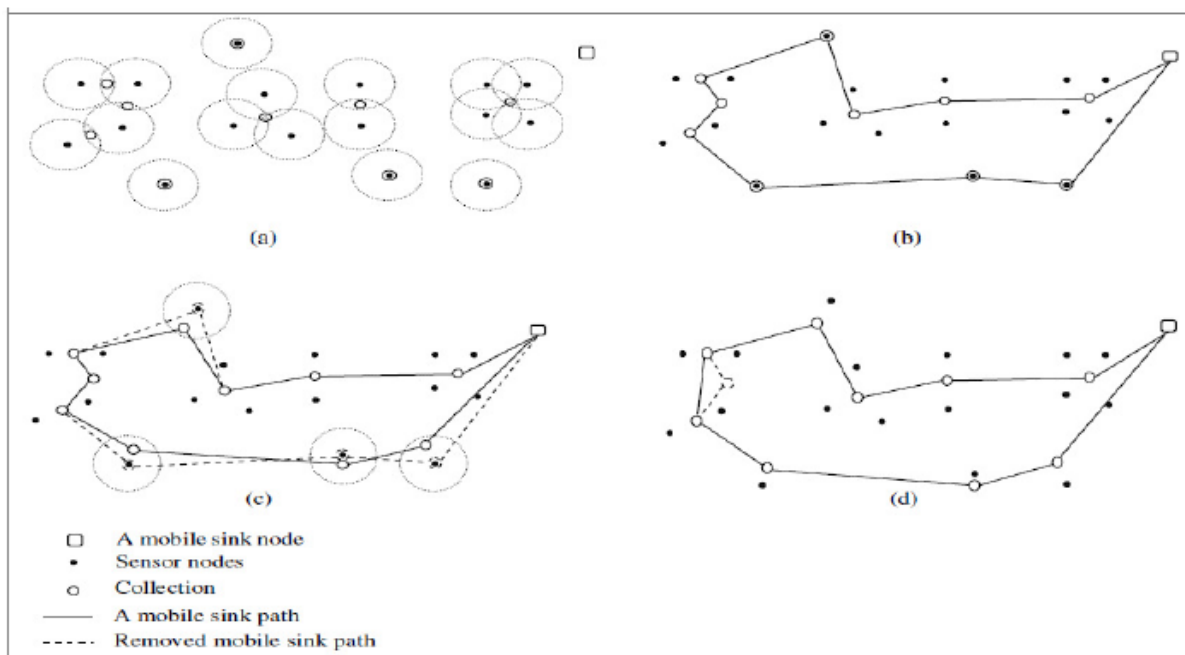 (a)
(b)
(c)
(d)
A mobile sink node
Sensor nodes
Collection
A mobile sink path
Removed mobile sink path